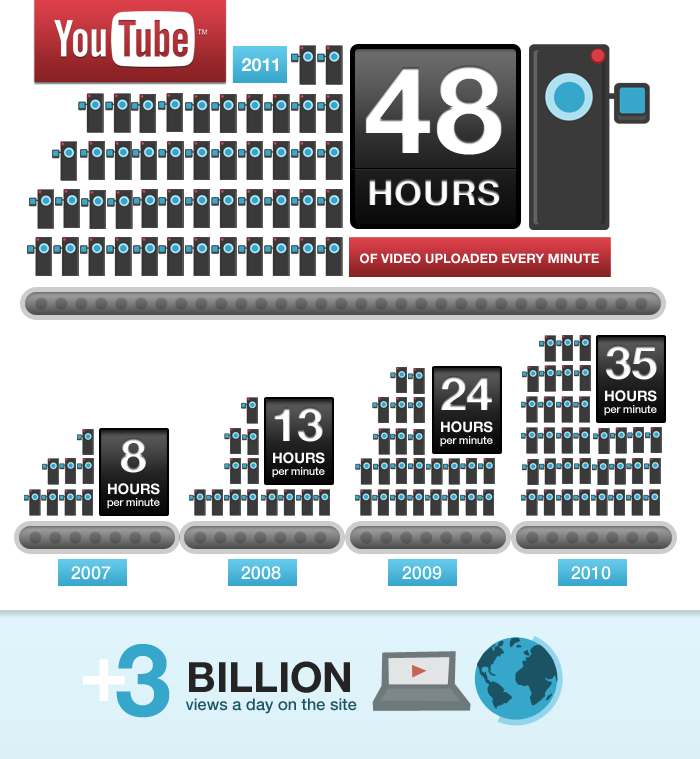 YouTube™
2011
48
HOURS
OF VIDEO UPLOADED EVERY MINUTE
8
HOURS
per minute
13
HOURS
per minute
24
HOURS
per minute
35
HOURS
per minute
2007
2008
2009
2010
+3
BILLION
views a day on the site